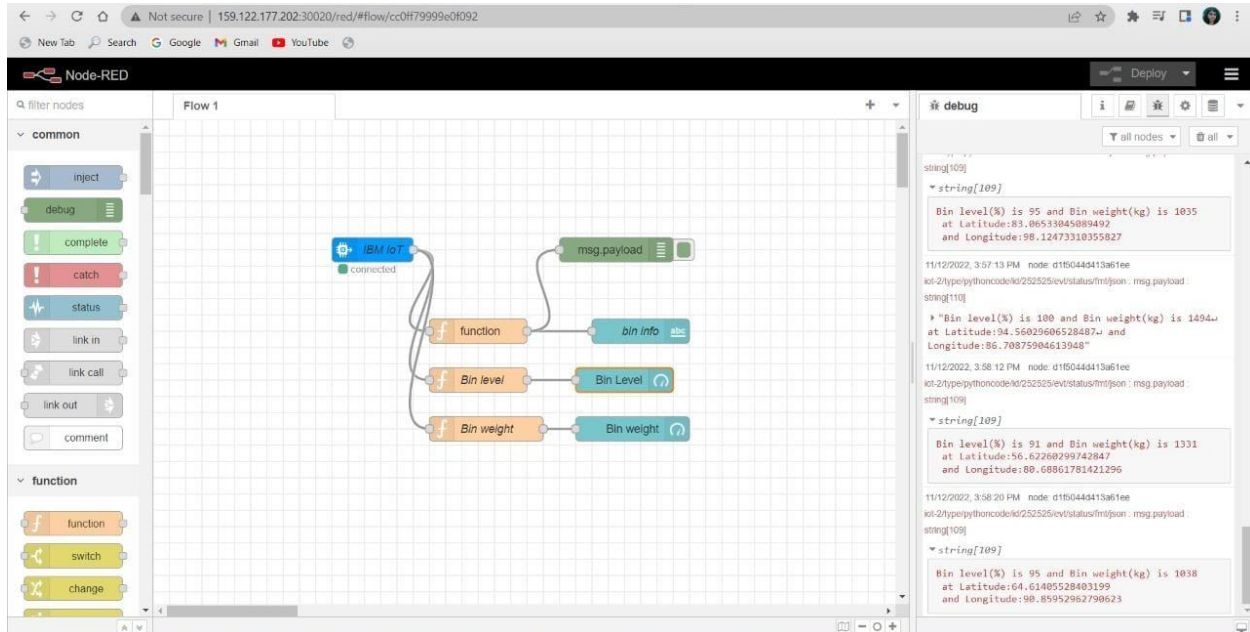 Not secure | 159.122.177.202:30020/red/#flow/cc0ff79999e0f092
New Tab Search Google Gmail YouTube
Node-RED Deploy
filter nodes
Flow 1
debug
common
all nodes all
inject
debug
complete
catch
status
link in
link call
link out
comment
function
function
switch
change
IBM IoT
connected
msg.payload
function
bin info abc
Bin level
Bin Level
Bin weight
Bin weight
string[109]
string[109]
Bin level(%) is 95 and Bin weight(kg) is 1035
at Latitude:83.06533045089492
and Longitude:98.12473310355827
11/12/2022, 3:57:13 PM node: d1f5044d413a61ee
iot-2/type/pythoncode/id/252525/evt/status/fmt/json : msg.payload :
string[110]
"Bin level(%) is 100 and Bin weight(kg) is 1494↵
at Latitude:94.56029606528487↵ and
Longitude:86.70875904613948"
11/12/2022, 3:58:12 PM node: d1f5044d413a61ee
iot-2/type/pythoncode/id/252525/evt/status/fmt/json : msg.payload :
string[109]
string[109]
Bin level(%) is 91 and Bin weight(kg) is 1331
at Latitude:56.62260299742847
and Longitude:80.68861781421296
11/12/2022, 3:58:20 PM node: d1f5044d413a61ee
iot-2/type/pythoncode/id/252525/evt/status/fmt/json : msg.payload :
string[109]
string[109]
Bin level(%) is 95 and Bin weight(kg) is 1038
at Latitude:64.61405528403199
and Longitude:90.85952962790623